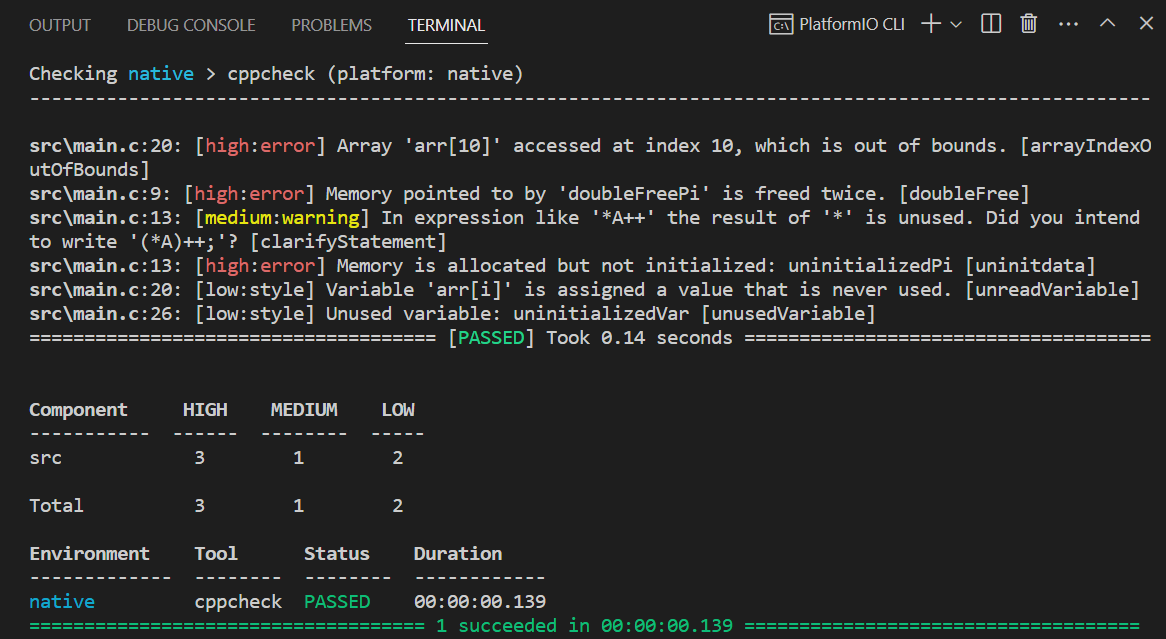 OUTPUT DEBUG CONSOLE PROBLEMS TERMINAL PlatformIO CLI
Checking native > cppcheck (platform: native)
------------------------------------------------------------------------------------------------------
src\main.c:20: [high:error] Array 'arr[10]' accessed at index 10, which is out of bounds. [arrayIndexO
utOfBounds]
src\main.c:9: [high:error] Memory pointed to by 'doubleFreePi' is freed twice. [doubleFree]
src\main.c:13: [medium:warning] In expression like '*A++' the result of '*' is unused. Did you intend
to write '(*A)++;'? [clarifyStatement]
src\main.c:13: [high:error] Memory is allocated but not initialized: uninitializedPi [uninitdata]
src\main.c:20: [low:style] Variable 'arr[i]' is assigned a value that is never used. [unreadVariable]
src\main.c:26: [low:style] Unused variable: uninitializedVar [unusedVariable]
===================================== [PASSED] Took 0.14 seconds =====================================
Component HIGH MEDIUM LOW
----------- ------ -------- -----
src 3 1 2
Total 3 1 2
Environment Tool Status Duration
------------- -------- -------- ------------
native cppcheck PASSED 00:00:00.139
==================================== 1 succeeded in 00:00:00.139 ====================================